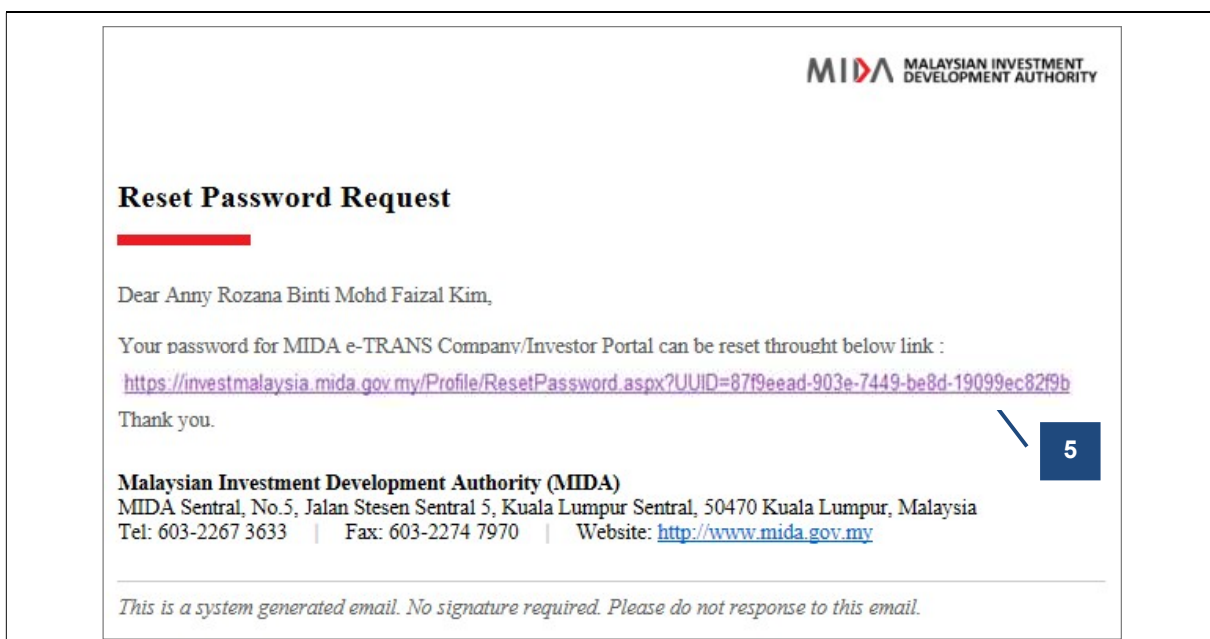 MIDA MALAYSIAN INVESTMENT
DEVELOPMENT AUTHORITY
Reset Password Request
Dear Anny Rozana Binti Mohd Faizal Kim,
Your password for MIDA e-TRANS Company/Investor Portal can be reset throught below link :
https://investmalaysia.mida.gov.my/Profile/ResetPassword.aspx?UUID=87f9eead-903e-7449-be8d-19099ec82f9b
Thank you.
5
Malaysian Investment Development Authority (MIDA)
MIDA Sentral, No.5, Jalan Stesen Sentral 5, Kuala Lumpur Sentral, 50470 Kuala Lumpur, Malaysia
Tel: 603-2267 3633 | Fax: 603-2274 7970 | Website: http://www.mida.gov.my
This is a system generated email. No signature required. Please do not response to this email.